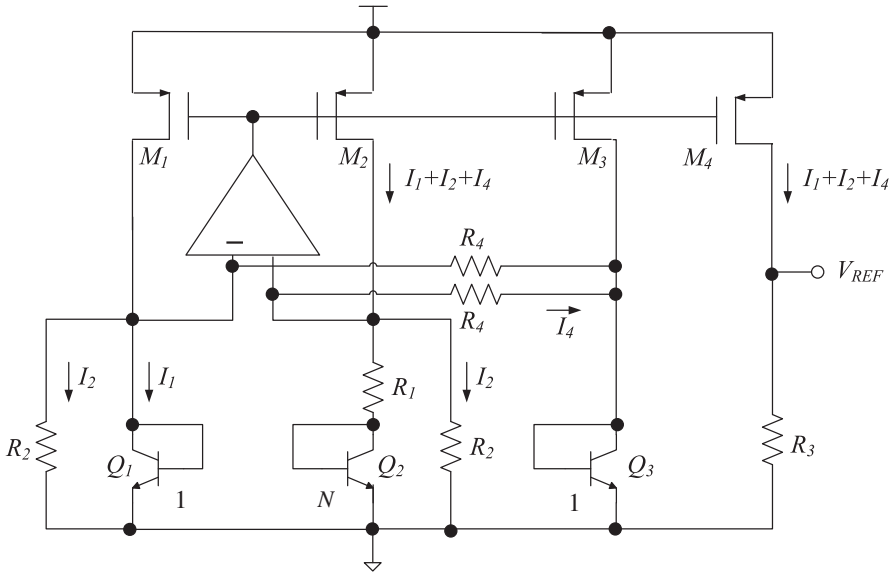 M1
M2
M3
M4
I1+I2+I4
I1+I2+I4
R4
VREF
R4
I4
I2
I1
R1
I2
R2
Q1
Q2
R2
Q3
R3
1
N
1